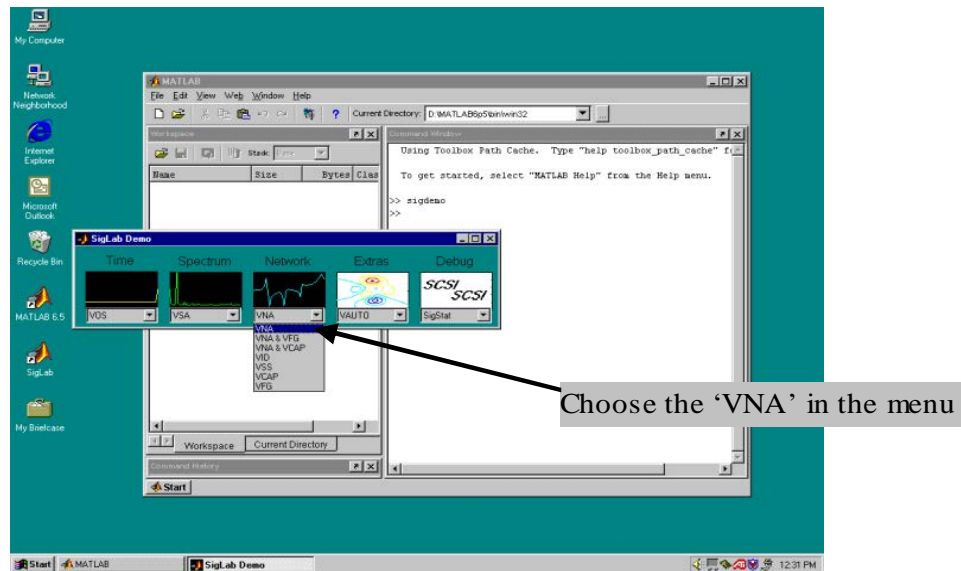 My Computer
Network
Neighborhood
Internet
Explorer
Microsoft
Outlook
Recycle Bin
MATLAB 6.5
SigLab
My Briefcase
MATLAB
File Edit View Web Window Help
Current Directory: D:\MATLAB6p5\bin\win32
Workspace
Stack:
Name Size Bytes Clas
Command Window
Using Toolbox Path Cache. Type "help toolbox_path_cache" f
To get started, select "MATLAB Help" from the Help menu.
>> sigdemo
>>
SigLab Demo
Time Spectrum Network Extras Debug
SCSI
SCSI
VOS VSA VNA VAUTO SigStat
VNA
VNA & VFG
VNA & VCAP
VID
VSS
VCAP
VFG
Choose the ‘VNA’ in the menu
Workspace Current Directory
Command History
Start
Start MATLAB SigLab Demo 12:31 PM